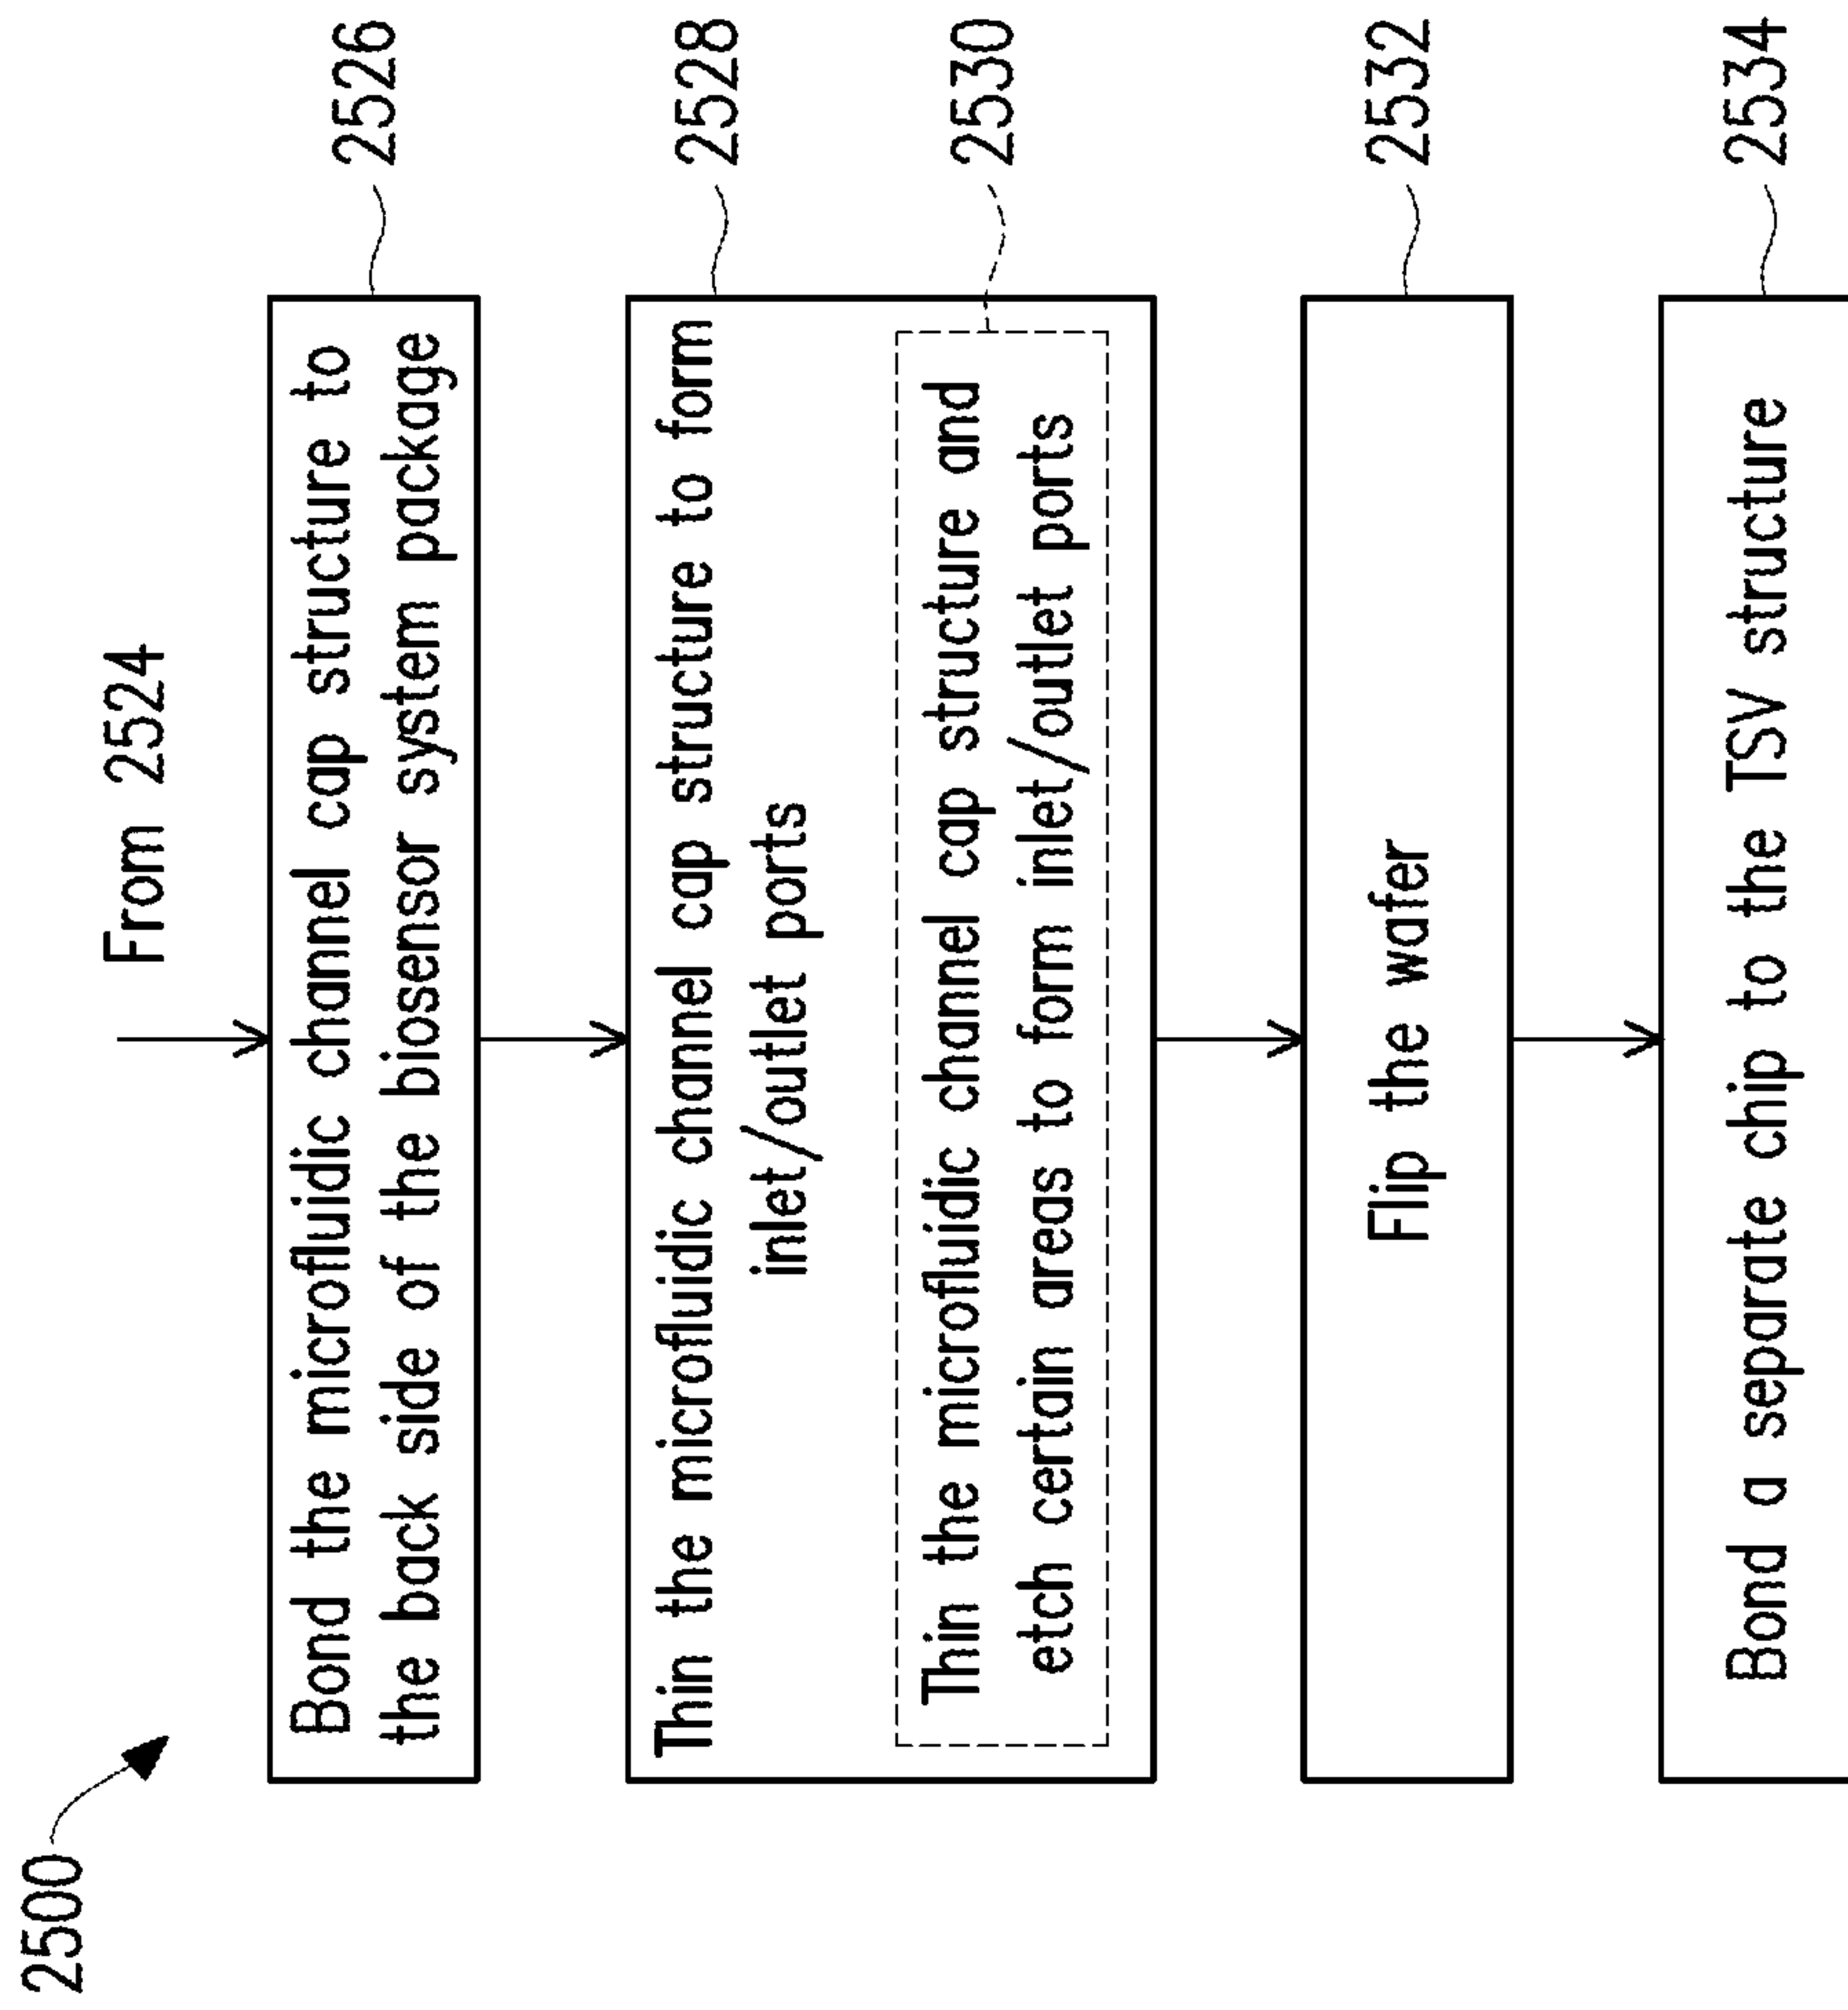 2500
From 2524
Bond the microfluidic channel cap structure to
the back side of the biosensor system package
2526
Thin the microfluidic channel cap structure to form
inlet/outlet ports
2528
Thin the microfluidic channel cap structure and
etch certain areas to form inlet/outlet ports
2530
Flip the wafer
2532
Bond a separate chip to the TSV structure
2534